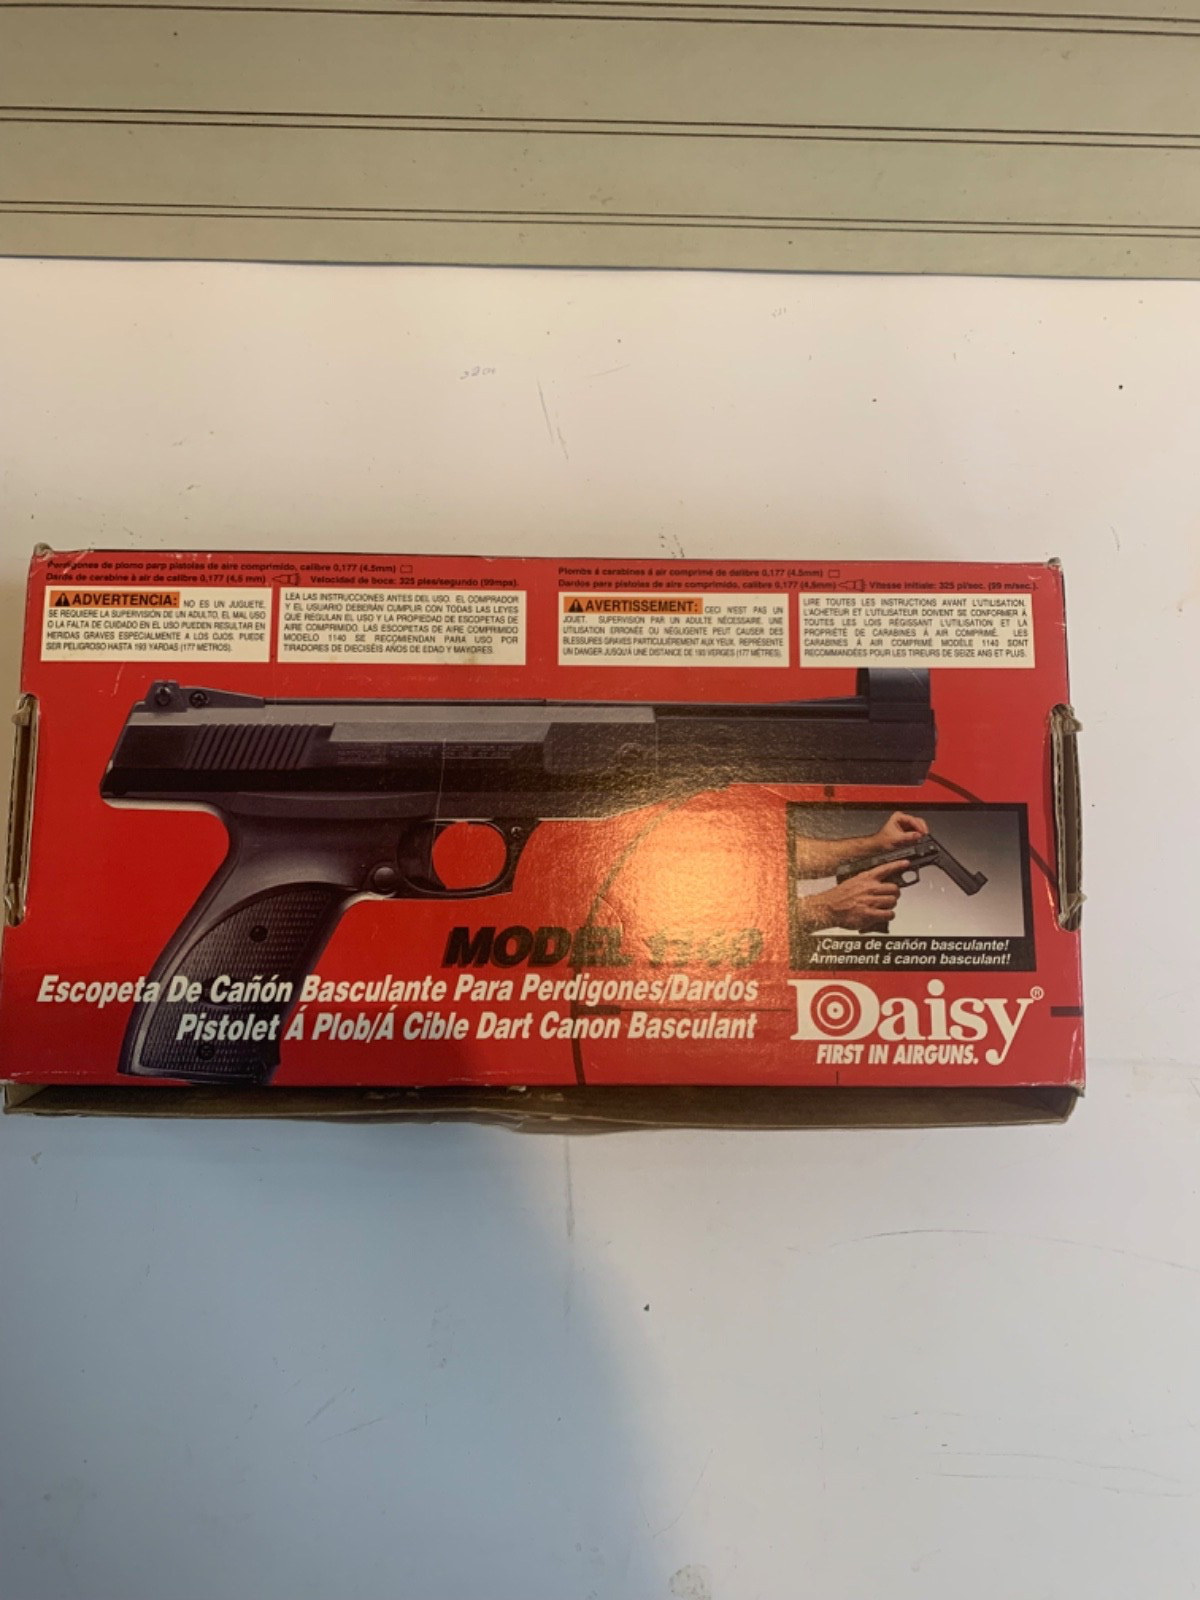 Perdigones de plomo parp pistolas de aire comprimido, calibre 0,177 (4.5mm)
Dards de carabine à air de calibre 0,177 (4,5 mm) Velocidad de boca: 325 pies/segundo (99mps).
ADVERTENCIA: NO ES UN JUGUETE.
SE REQUIERE LA SUPERVISIÓN DE UN ADULTO. EL MAL USO
O LA FALTA DE CUIDADO EN EL USO PUEDEN RESULTAR EN
HERIDAS GRAVES ESPECIALMENTE A LOS OJOS. PUEDE
SER PELIGROSO HASTA 193 YARDAS (177 METROS).
LEA LAS INSTRUCCIONES ANTES DEL USO. EL COMPRADOR
Y EL USUARIO DEBERÁN CUMPLIR CON TODAS LAS LEYES
QUE REGULAN EL USO Y LA PROPIEDAD DE ESCOPETAS DE
AIRE COMPRIMIDO. LAS ESCOPETAS DE AIRE COMPRIMIDO
MODELO 1140 SE RECOMIENDAN PARA USO POR
TIRADORES DE DIECISÉIS AÑOS DE EDAD Y MAYORES.
Plombs á carabines á air comprimé de calibre 0,177 (4.5mm)
Dardos para pistolas de aire comprimido, calibre 0,177 (4,5mm) Vitesse initiale: 325 pi/sec. (99 m/sec.).
AVERTISSEMENT: CECI N'EST PAS UN
JOUET. SUPERVISION PAR UN ADULTE NÉCESSAIRE. UNE
UTILISATION ERRONÉE OU NÉGLIGENTE PEUT CAUSER DES
BLESSURES GRAVES PARTICULIÈREMENT AUX YEUX. REPRÉSENTE
UN DANGER JUSQU'À UNE DISTANCE DE 193 VERGES (177 MÈTRES).
LIRE TOUTES LES INSTRUCTIONS AVANT L'UTILISATION.
L'ACHETEUR ET L'UTILISATEUR DOIVENT SE CONFORMER À
TOUTES LES LOIS RÉGISSANT L'UTILISATION ET LA
PROPRIÉTÉ DE CARABINES À AIR COMPRIMÉ. LES
CARABINES À AIR COMPRIMÉ MODÈLE 1140 SONT
RECOMMANDÉES POUR LES TIREURS DE SEIZE ANS ET PLUS.
¡Carga de cañón basculante!
Armement á canon basculant!
MODEL 1140
Escopeta De Cañón Basculante Para Perdigones/Dardos
Pistolet Á Plob/Á Cible Dart Canon Basculant
Daisy®
FIRST IN AIRGUNS.